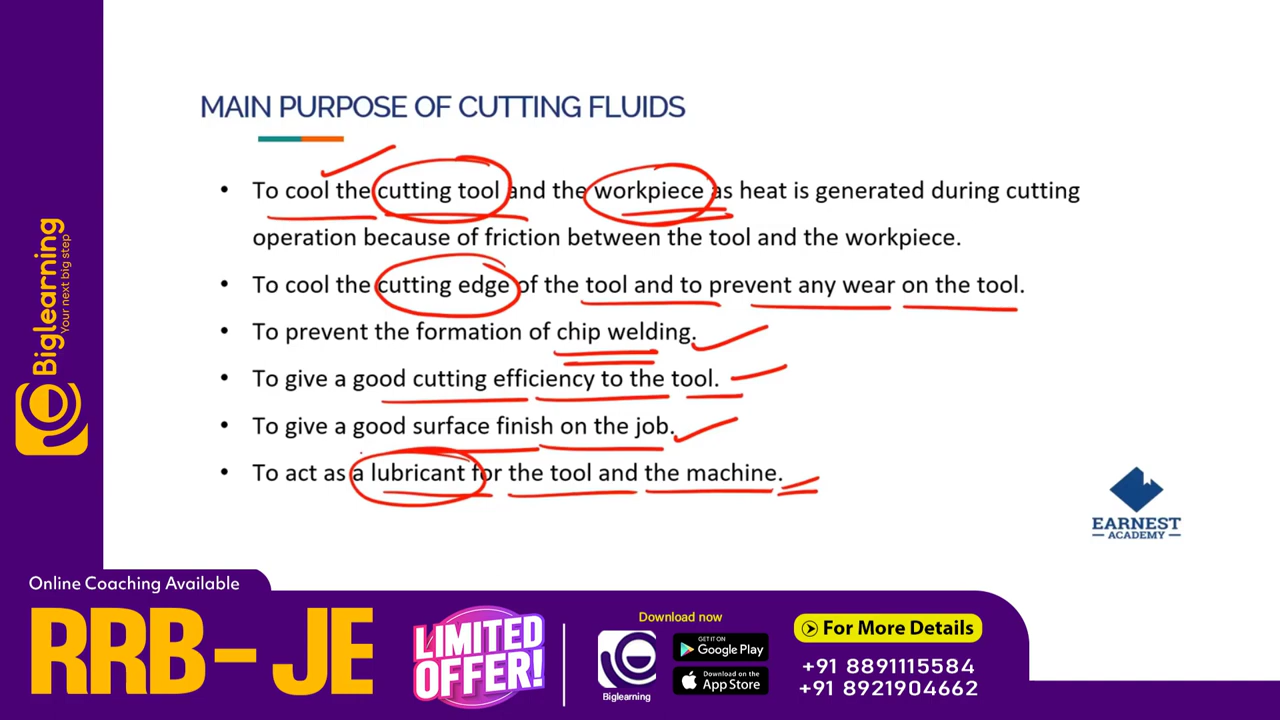 MAIN PURPOSE OF CUTTING FLUIDS
• To cool the cutting tool and the workpiece as heat is generated during cutting
operation because of friction between the tool and the workpiece.
• To cool the cutting edge of the tool and to prevent any wear on the tool.
• To prevent the formation of chip welding.
• To give a good cutting efficiency to the tool.
• To give a good surface finish on the job.
• To act as a lubricant for the tool and the machine.
EARNEST
ACADEMY
Biglearning
Your next big step
Online Coaching Available
RRB - JE
LIMITED
OFFER!
Download now
Biglearning
GET IT ON
Google Play
Download on the
App Store
For More Details
+91 8891115584
+91 8921904662